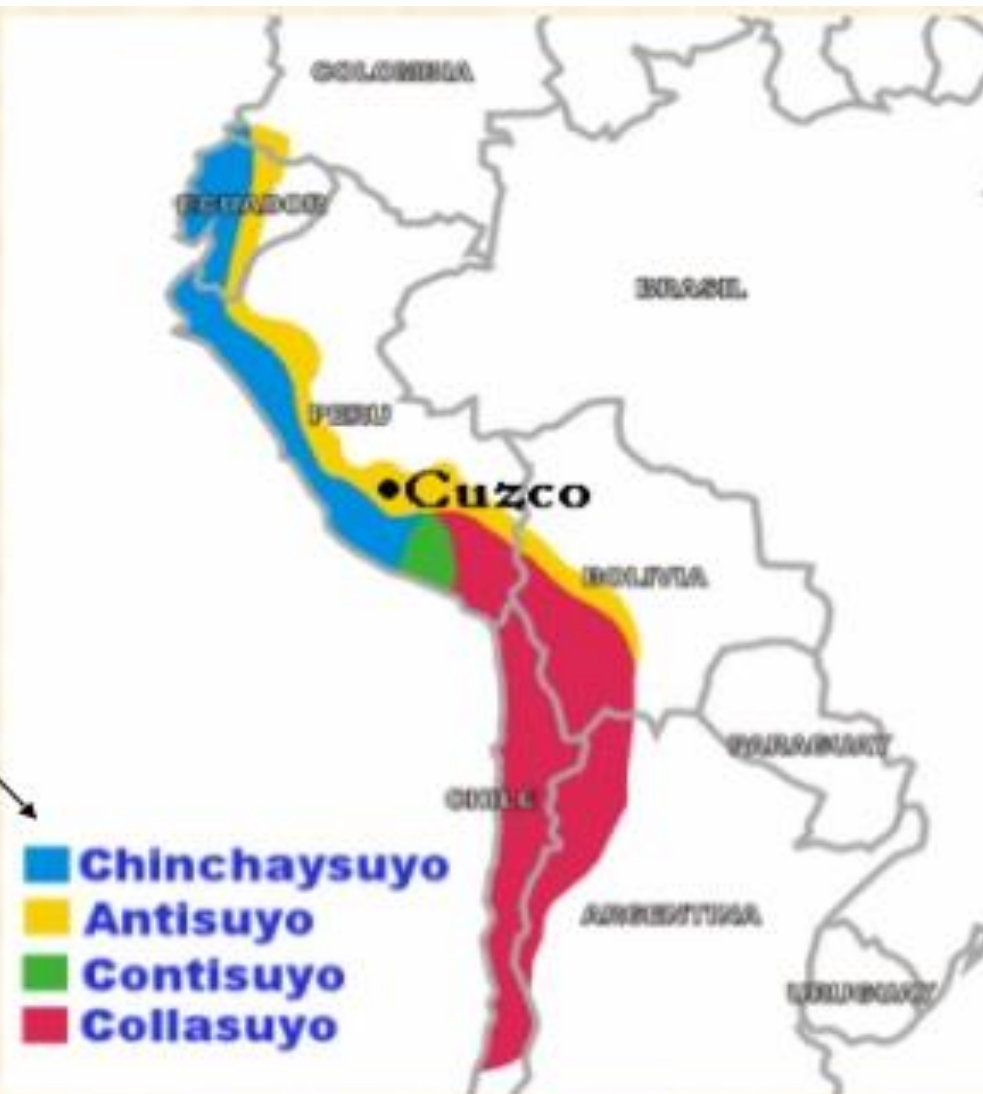 COLOMBIA
ECUADOR
BRASIL
PERU
Cuzco
BOLIVIA
PARAGUAY
CHILE
Chinchaysuyo
Antisuyo
ARGENTINA
Contisuyo
URUGUAY
Collasuyo